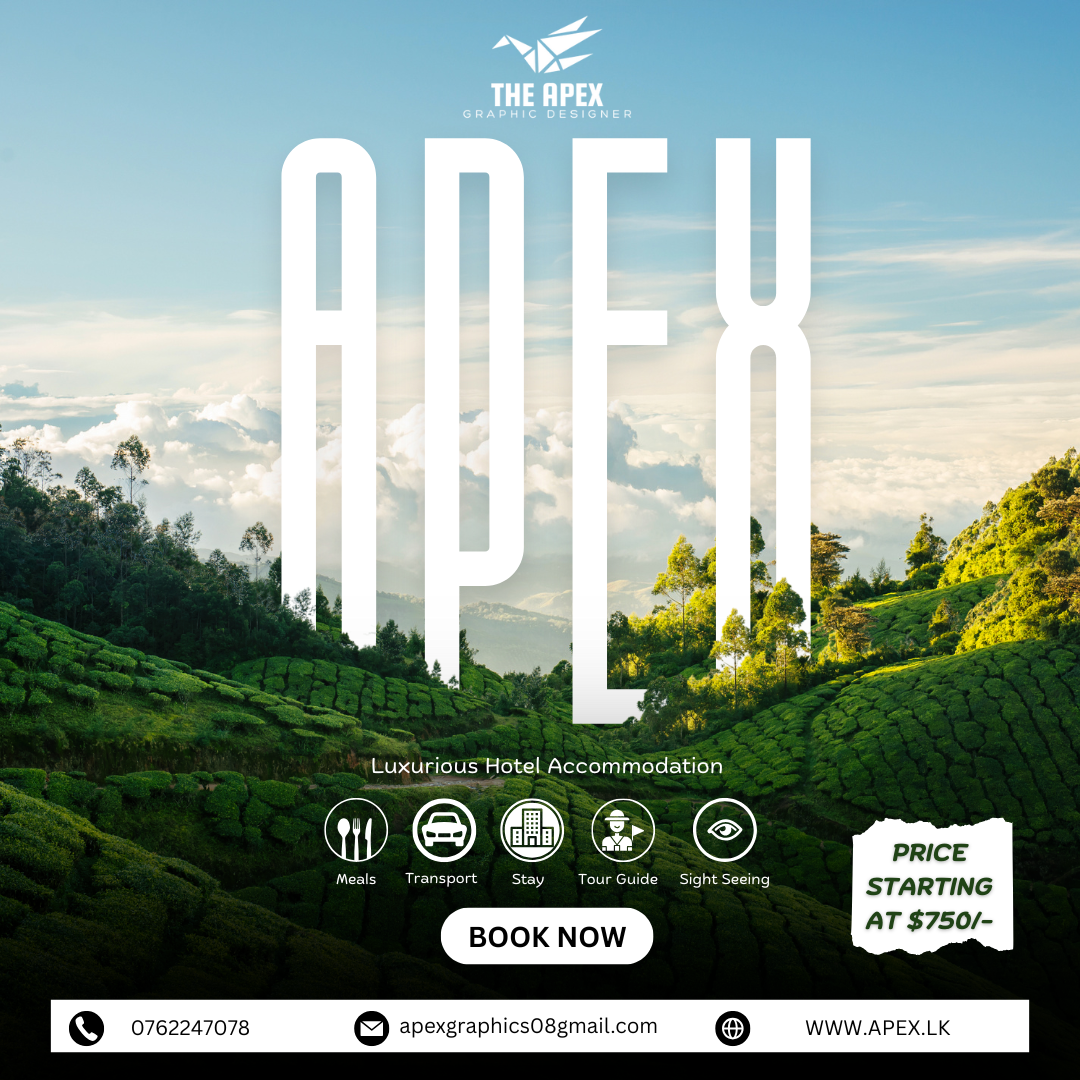 THE APEX
GRAPHIC DESIGNER
APEX
Luxurious Hotel Accommodation
Meals Transport Stay Tour Guide Sight Seeing
PRICE
STARTING
AT $750/-
BOOK NOW
0762247078 apexgraphics08gmail.com WWW.APEX.LK